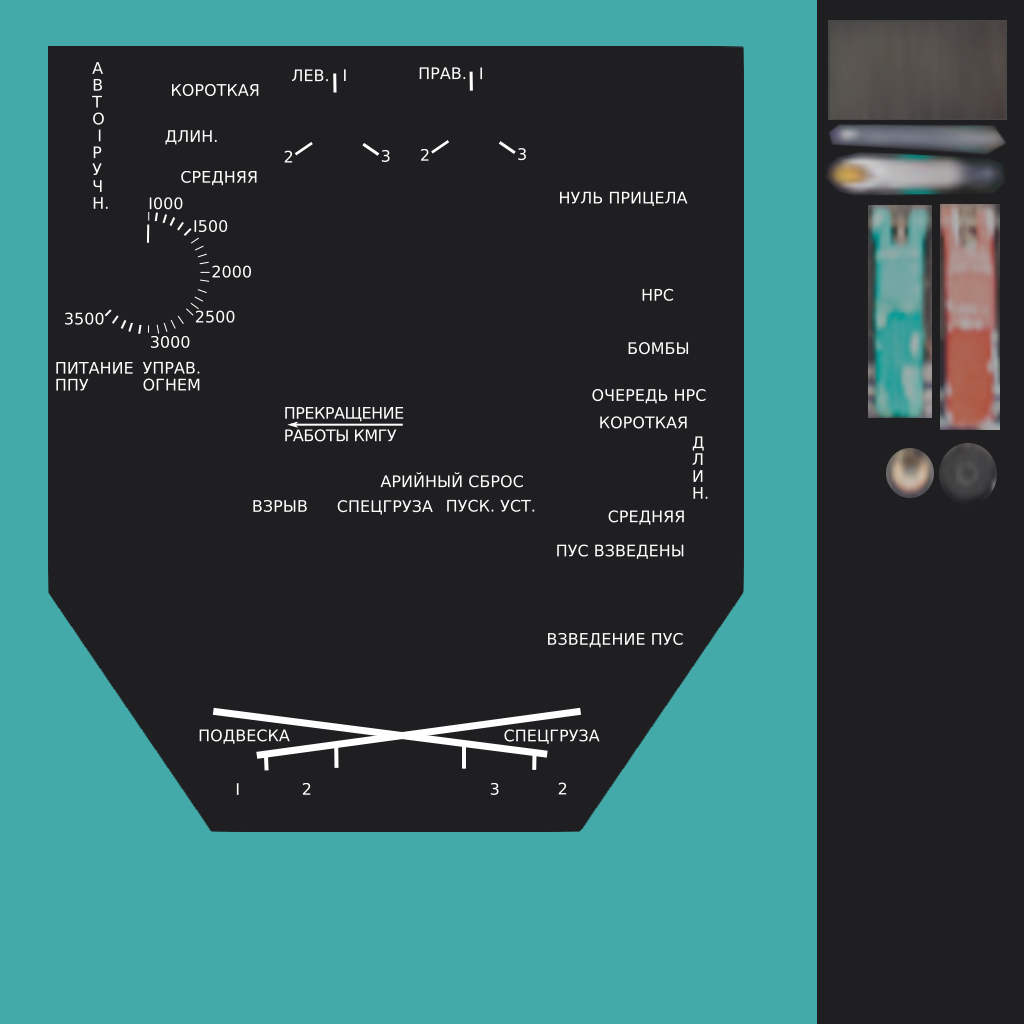 А
В
Т
О
I
Р
У
Ч
Н.
КОРОТКАЯ
ДЛИН.
СРЕДНЯЯ
ЛЕВ. I
2 3
ПРАВ. I
2 3
НУЛЬ ПРИЦЕЛА
I000
I500
2000
2500
3000
3500
ПИТАНИЕ
ППУ
УПРАВ.
ОГНЕМ
НРС
БОМБЫ
ОЧЕРЕДЬ НРС
КОРОТКАЯ
Д
Л
И
Н.
СРЕДНЯЯ
ПРЕКРАЩЕНИЕ
РАБОТЫ КМГУ
АРИЙНЫЙ СБРОС
ВЗРЫВ СПЕЦГРУЗА ПУСК. УСТ.
ПУС ВЗВЕДЕНЫ
ВЗВЕДЕНИЕ ПУС
ПОДВЕСКА СПЕЦГРУЗА
I 2 3 2